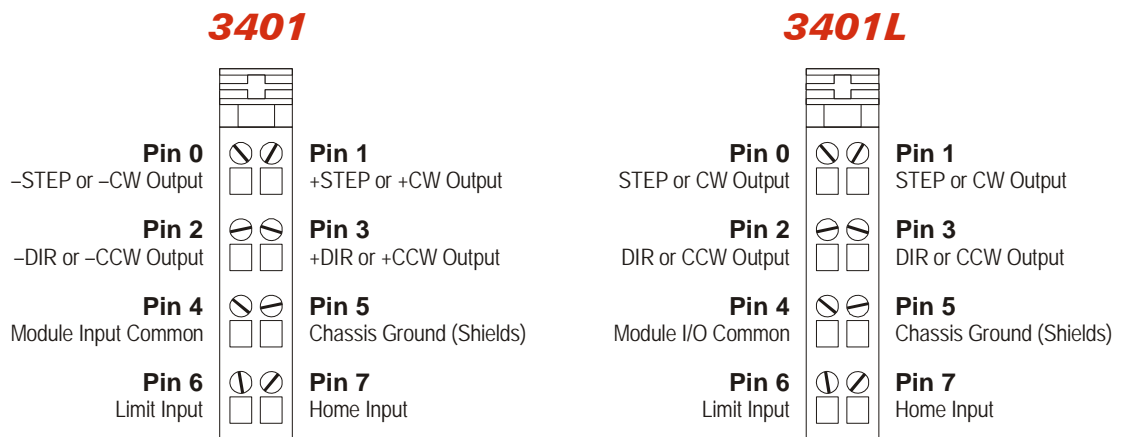 3401
Pin 0
–STEP or –CW Output
Pin 1
+STEP or +CW Output
Pin 2
–DIR or –CCW Output
Pin 3
+DIR or +CCW Output
Pin 4
Module Input Common
Pin 5
Chassis Ground (Shields)
Pin 6
Limit Input
Pin 7
Home Input
3401L
Pin 0
STEP or CW Output
Pin 1
STEP or CW Output
Pin 2
DIR or CCW Output
Pin 3
DIR or CCW Output
Pin 4
Module I/O Common
Pin 5
Chassis Ground (Shields)
Pin 6
Limit Input
Pin 7
Home Input